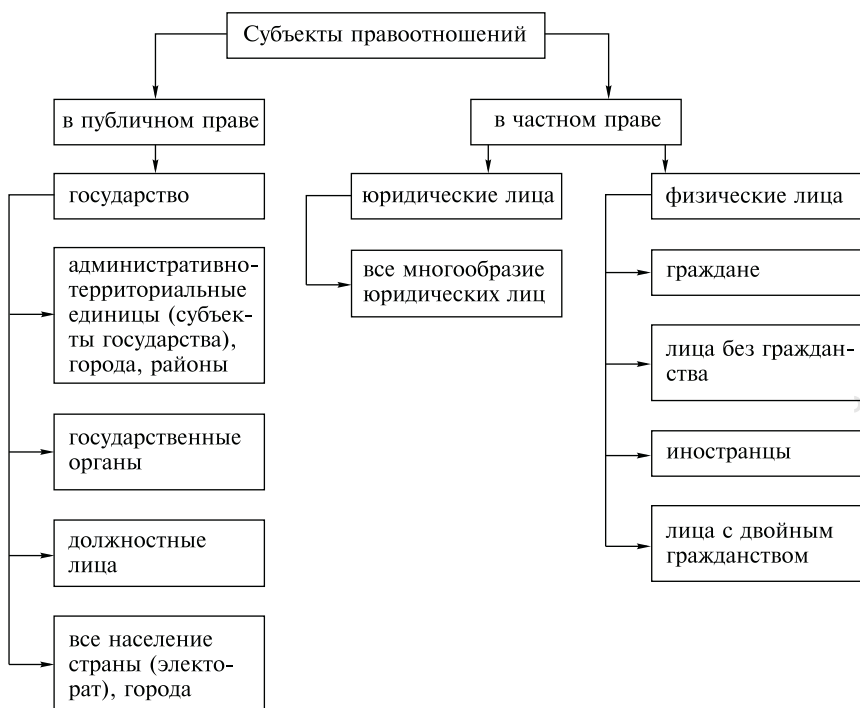 Субъекты правоотношений
в публичном праве
в частном праве
государство
юридические лица
физические лица
административно-
территориальные
единицы (субъек-
ты государства),
города, районы
все многообразие
юридических лиц
граждане
лица без граждан-
ства
государственные
органы
иностранцы
должностные
лица
лица с двойным
гражданством
все население
страны (электо-
рат), города